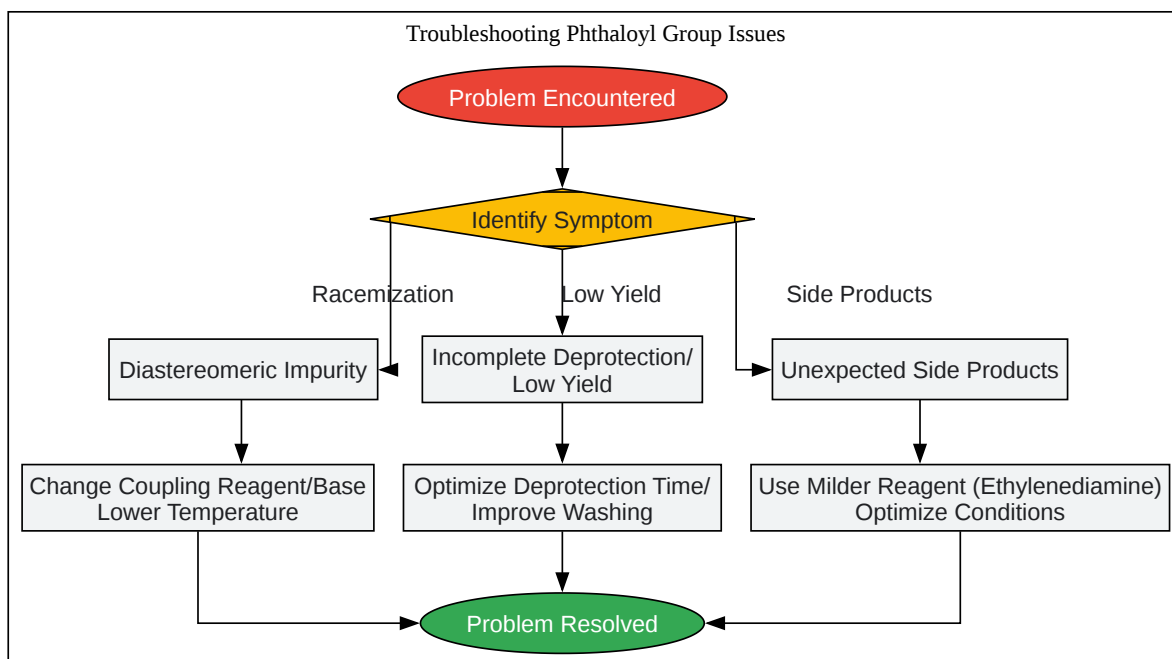 Troubleshooting Phthaloyl Group Issues
Problem Encountered
Identify Symptom
Racemization
Low Yield
Side Products
Diastereomeric Impurity
Incomplete Deprotection/
Low Yield
Unexpected Side Products
Change Coupling Reagent/Base
Lower Temperature
Optimize Deprotection Time/
Improve Washing
Use Milder Reagent (Ethylenediamine)
Optimize Conditions
Problem Resolved